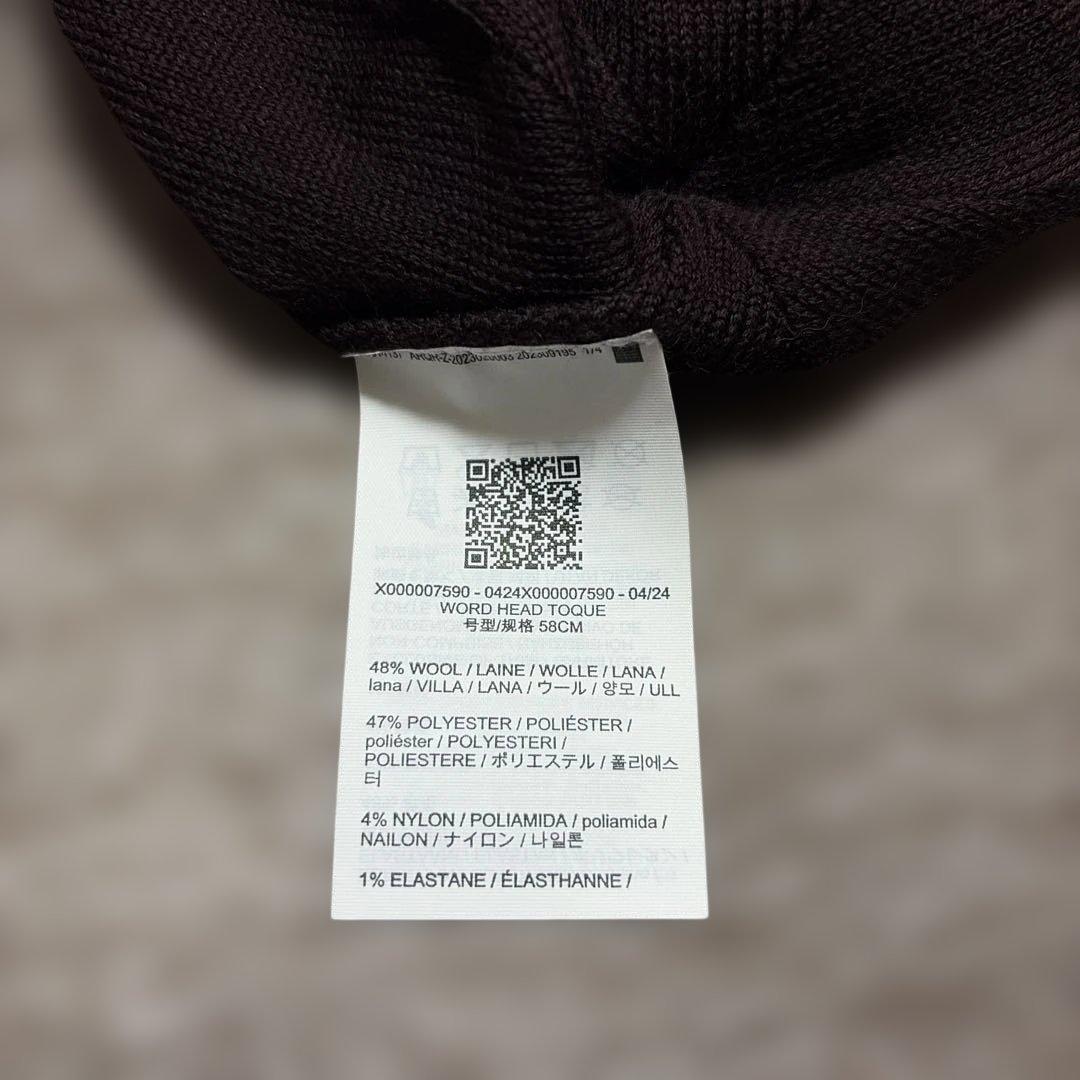 1/4
X000007590 - 0424X000007590 - 04/24
WORD HEAD TOQUE
号型/规格 58CM
48% WOOL / LAINE / WOLLE / LANA /
lana / VILLA / LANA / ウール / 양모 / ULL
47% POLYESTER / POLIÉSTER /
poliéster / POLYESTERI /
POLIESTERE / ポリエステル / 폴리에스
터
4% NYLON / POLIAMIDA / poliamida /
NAILON / ナイロン / 나일론
1% ELASTANE / ÉLASTHANNE /